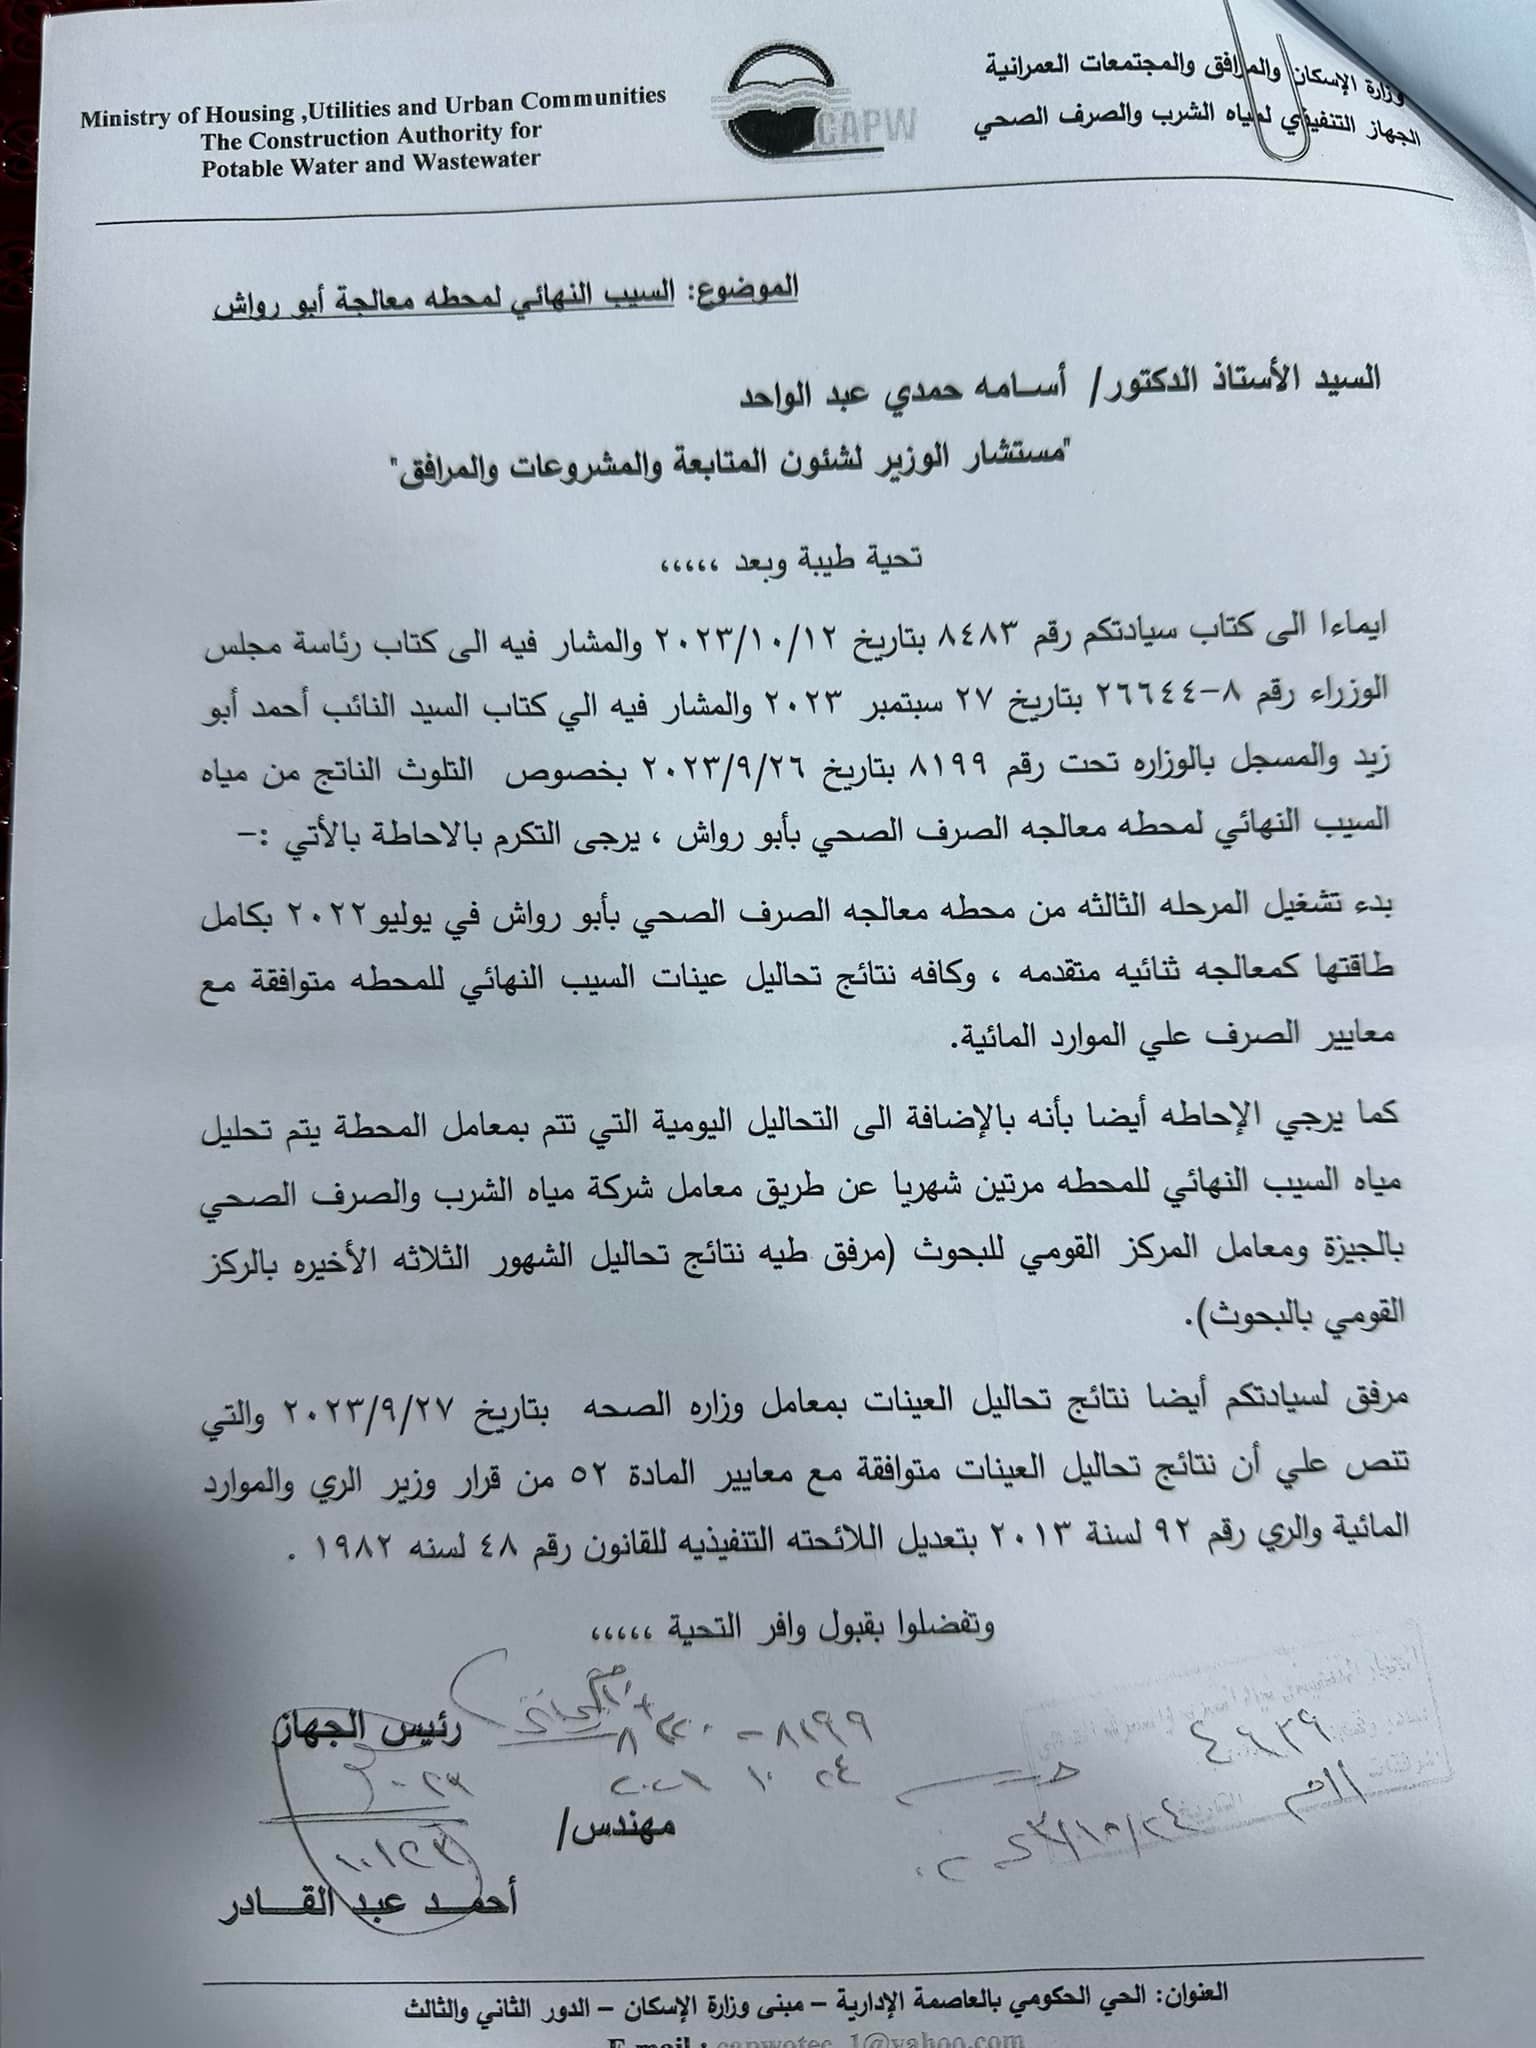 Ministry of Housing ,Utilities and Urban Communities
The Construction Authority for
Potable Water and Wastewater
CAPW
وزارة الإسكان والمرافق والمجتمعات العمرانية
الجهاز التنفيذي لمياه الشرب والصرف الصحي
الموضوع: السيب النهائي لمحطه معالجة أبو رواش
السيد الأستاذ الدكتور/ أسـامه حمدي عبد الواحد
"مستشار الوزير لشئون المتابعة والمشروعات والمرافق"
تحية طيبة وبعد ،،،،،
ايماءا الى كتاب سيادتكم رقم ٨٤٨٣ بتاريخ ٢٠٢٣/١٠/١٢ والمشار فيه الى كتاب رئاسة مجلس
الوزراء رقم ٨-٢٦٦٤٤ بتاريخ ٢٧ سبتمبر ٢٠٢٣ والمشار فيه الي كتاب السيد النائب أحمد أبو
زيد والمسجل بالوزاره تحت رقم ٨١٩٩ بتاريخ ٢٠٢٣/٩/٢٦ بخصوص التلوث الناتج من مياه
السيب النهائي لمحطه معالجه الصرف الصحي بأبو رواش ، يرجى التكرم بالاحاطة بالأتي :-
بدء تشغيل المرحله الثالثه من محطه معالجه الصرف الصحي بأبو رواش في يوليو٢٠٢٢ بكامل
طاقتها كمعالجه ثنائيه متقدمه ، وكافه نتائج تحاليل عينات السيب النهائي للمحطه متوافقة مع
معايير الصرف علي الموارد المائية.
كما يرجي الإحاطه أيضا بأنه بالإضافة الى التحاليل اليومية التي تتم بمعامل المحطة يتم تحليل
مياه السيب النهائي للمحطه مرتين شهريا عن طريق معامل شركة مياه الشرب والصرف الصحي
بالجيزة ومعامل المركز القومي للبحوث (مرفق طيه نتائج تحاليل الشهور الثلاثه الأخيره بالركز
القومي بالبحوث).
مرفق لسيادتكم أيضا نتائج تحاليل العينات بمعامل وزاره الصحه بتاريخ ٢٠٢٣/٩/٢٧ والتي
تنص علي أن نتائج تحاليل العينات متوافقة مع معايير المادة ٥٢ من قرار وزير الري والموارد
المائية والري رقم ٩٢ لسنة ٢٠١٣ بتعديل اللائحته التنفيذيه للقانون رقم ٤٨ لسنه ١٩٨٢ .
وتفضلوا بقبول وافر التحية ،،،،،
رئيس الجهاز
٨١٩٩
٤٦٣٩
مهندس/
أحمـد عبد القـادر
العنوان: الحي الحكومي بالعاصمة الإدارية – مبنى وزارة الإسكان – الدور الثاني والثالث
E-mail : capwotec_1@yahoo.com